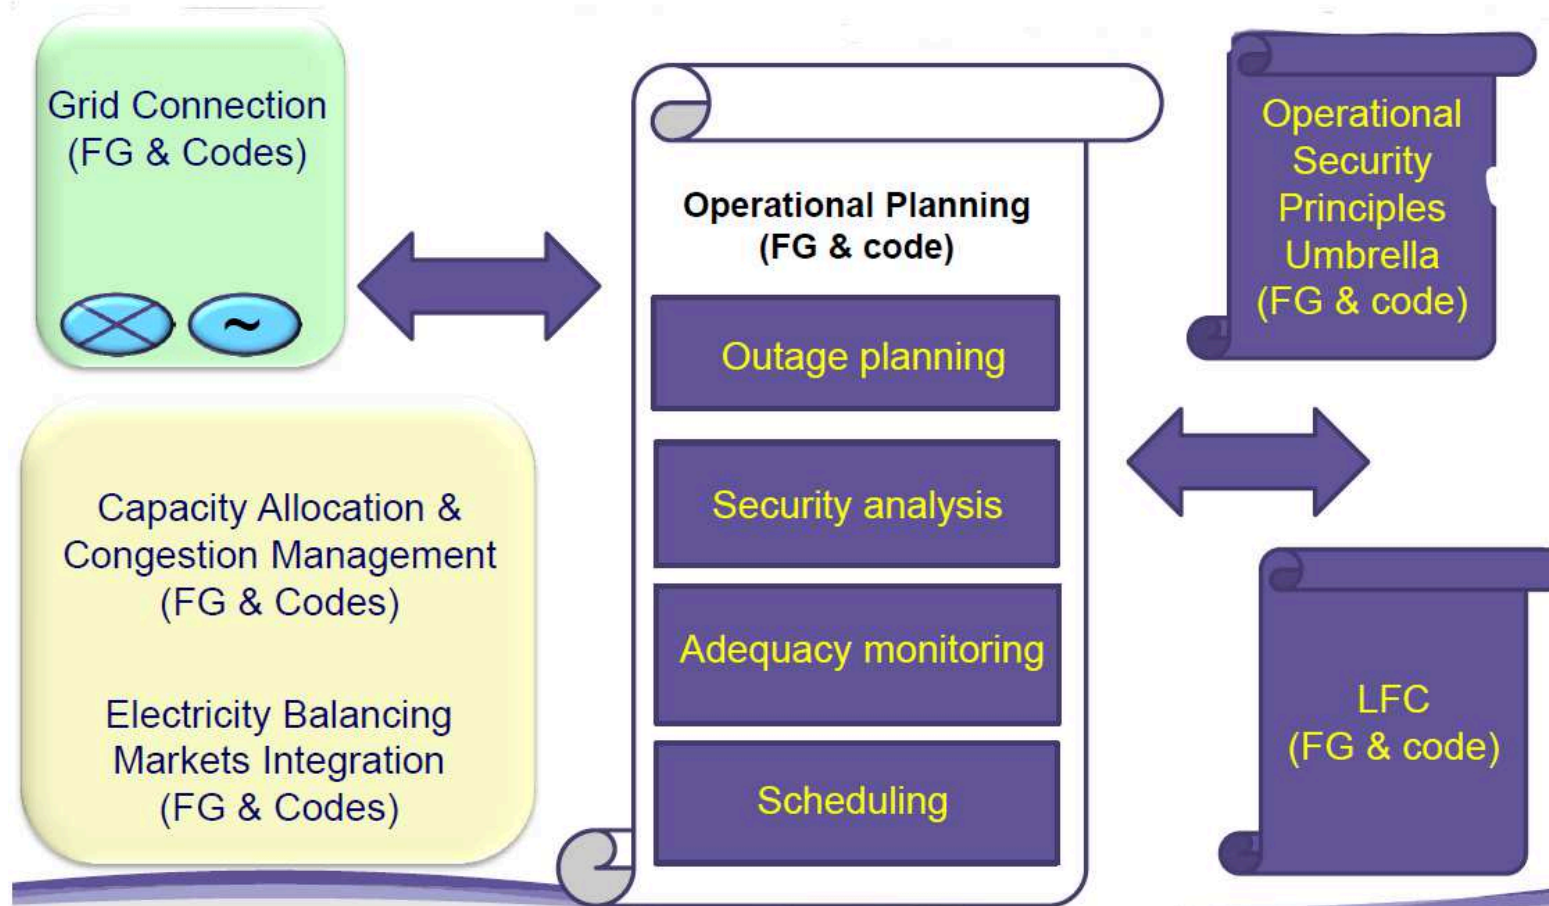 Grid Connection
(FG & Codes)
~
Capacity Allocation &
Congestion Management
(FG & Codes)
Electricity Balancing
Markets Integration
(FG & Codes)
Operational Planning
(FG & code)
Outage planning
Security analysis
Adequacy monitoring
Scheduling
Operational
Security
Principles
Umbrella
(FG & code)
LFC
(FG & code)